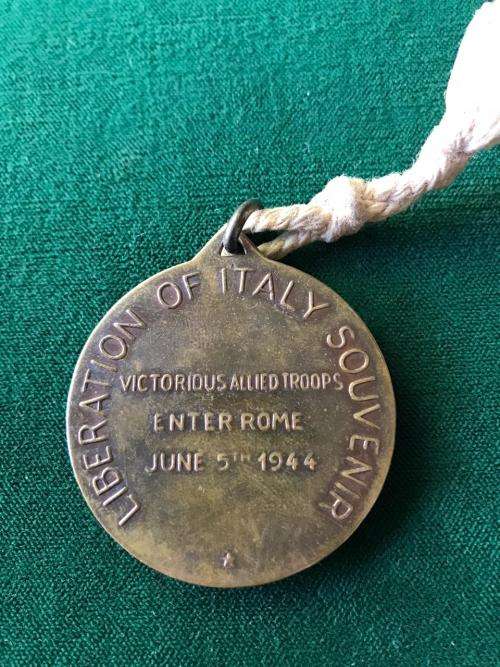 LIBERATION OF ITALY SOUVENIR
VICTORIOUS ALLIED TROOPS
ENTER ROME
JUNE 5TH 1944